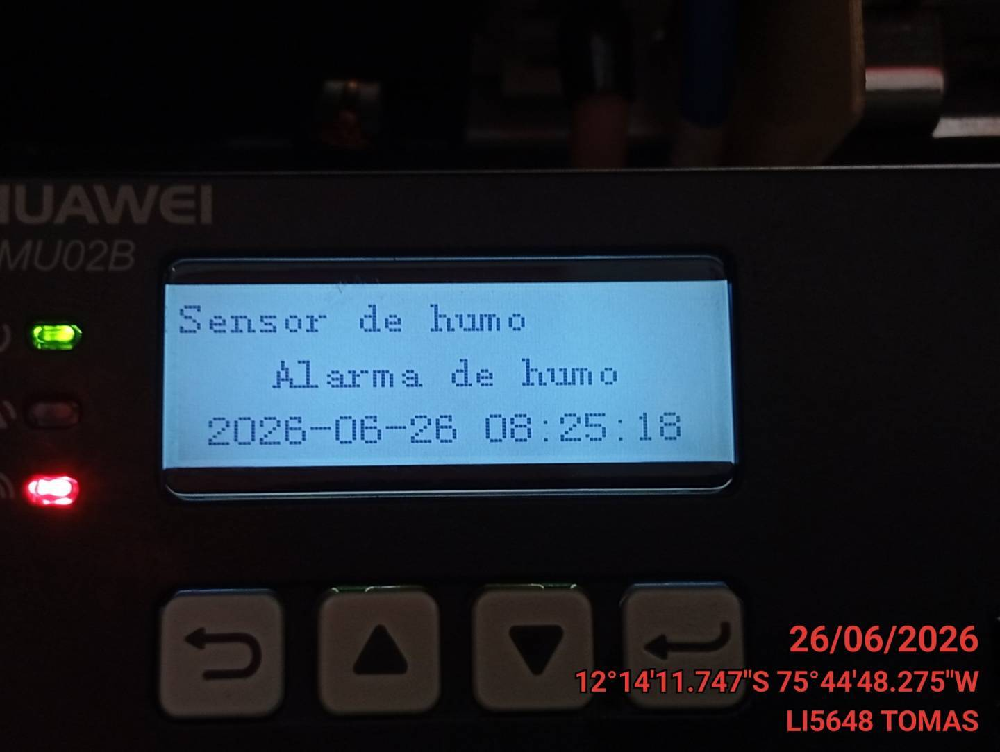 HUAWEI
MU02B
Sensor de humo
Alarma de humo
2026-06-26 08:25:18
26/06/2026
12°14'11.747"S 75°44'48.275"W
LI5648 TOMAS